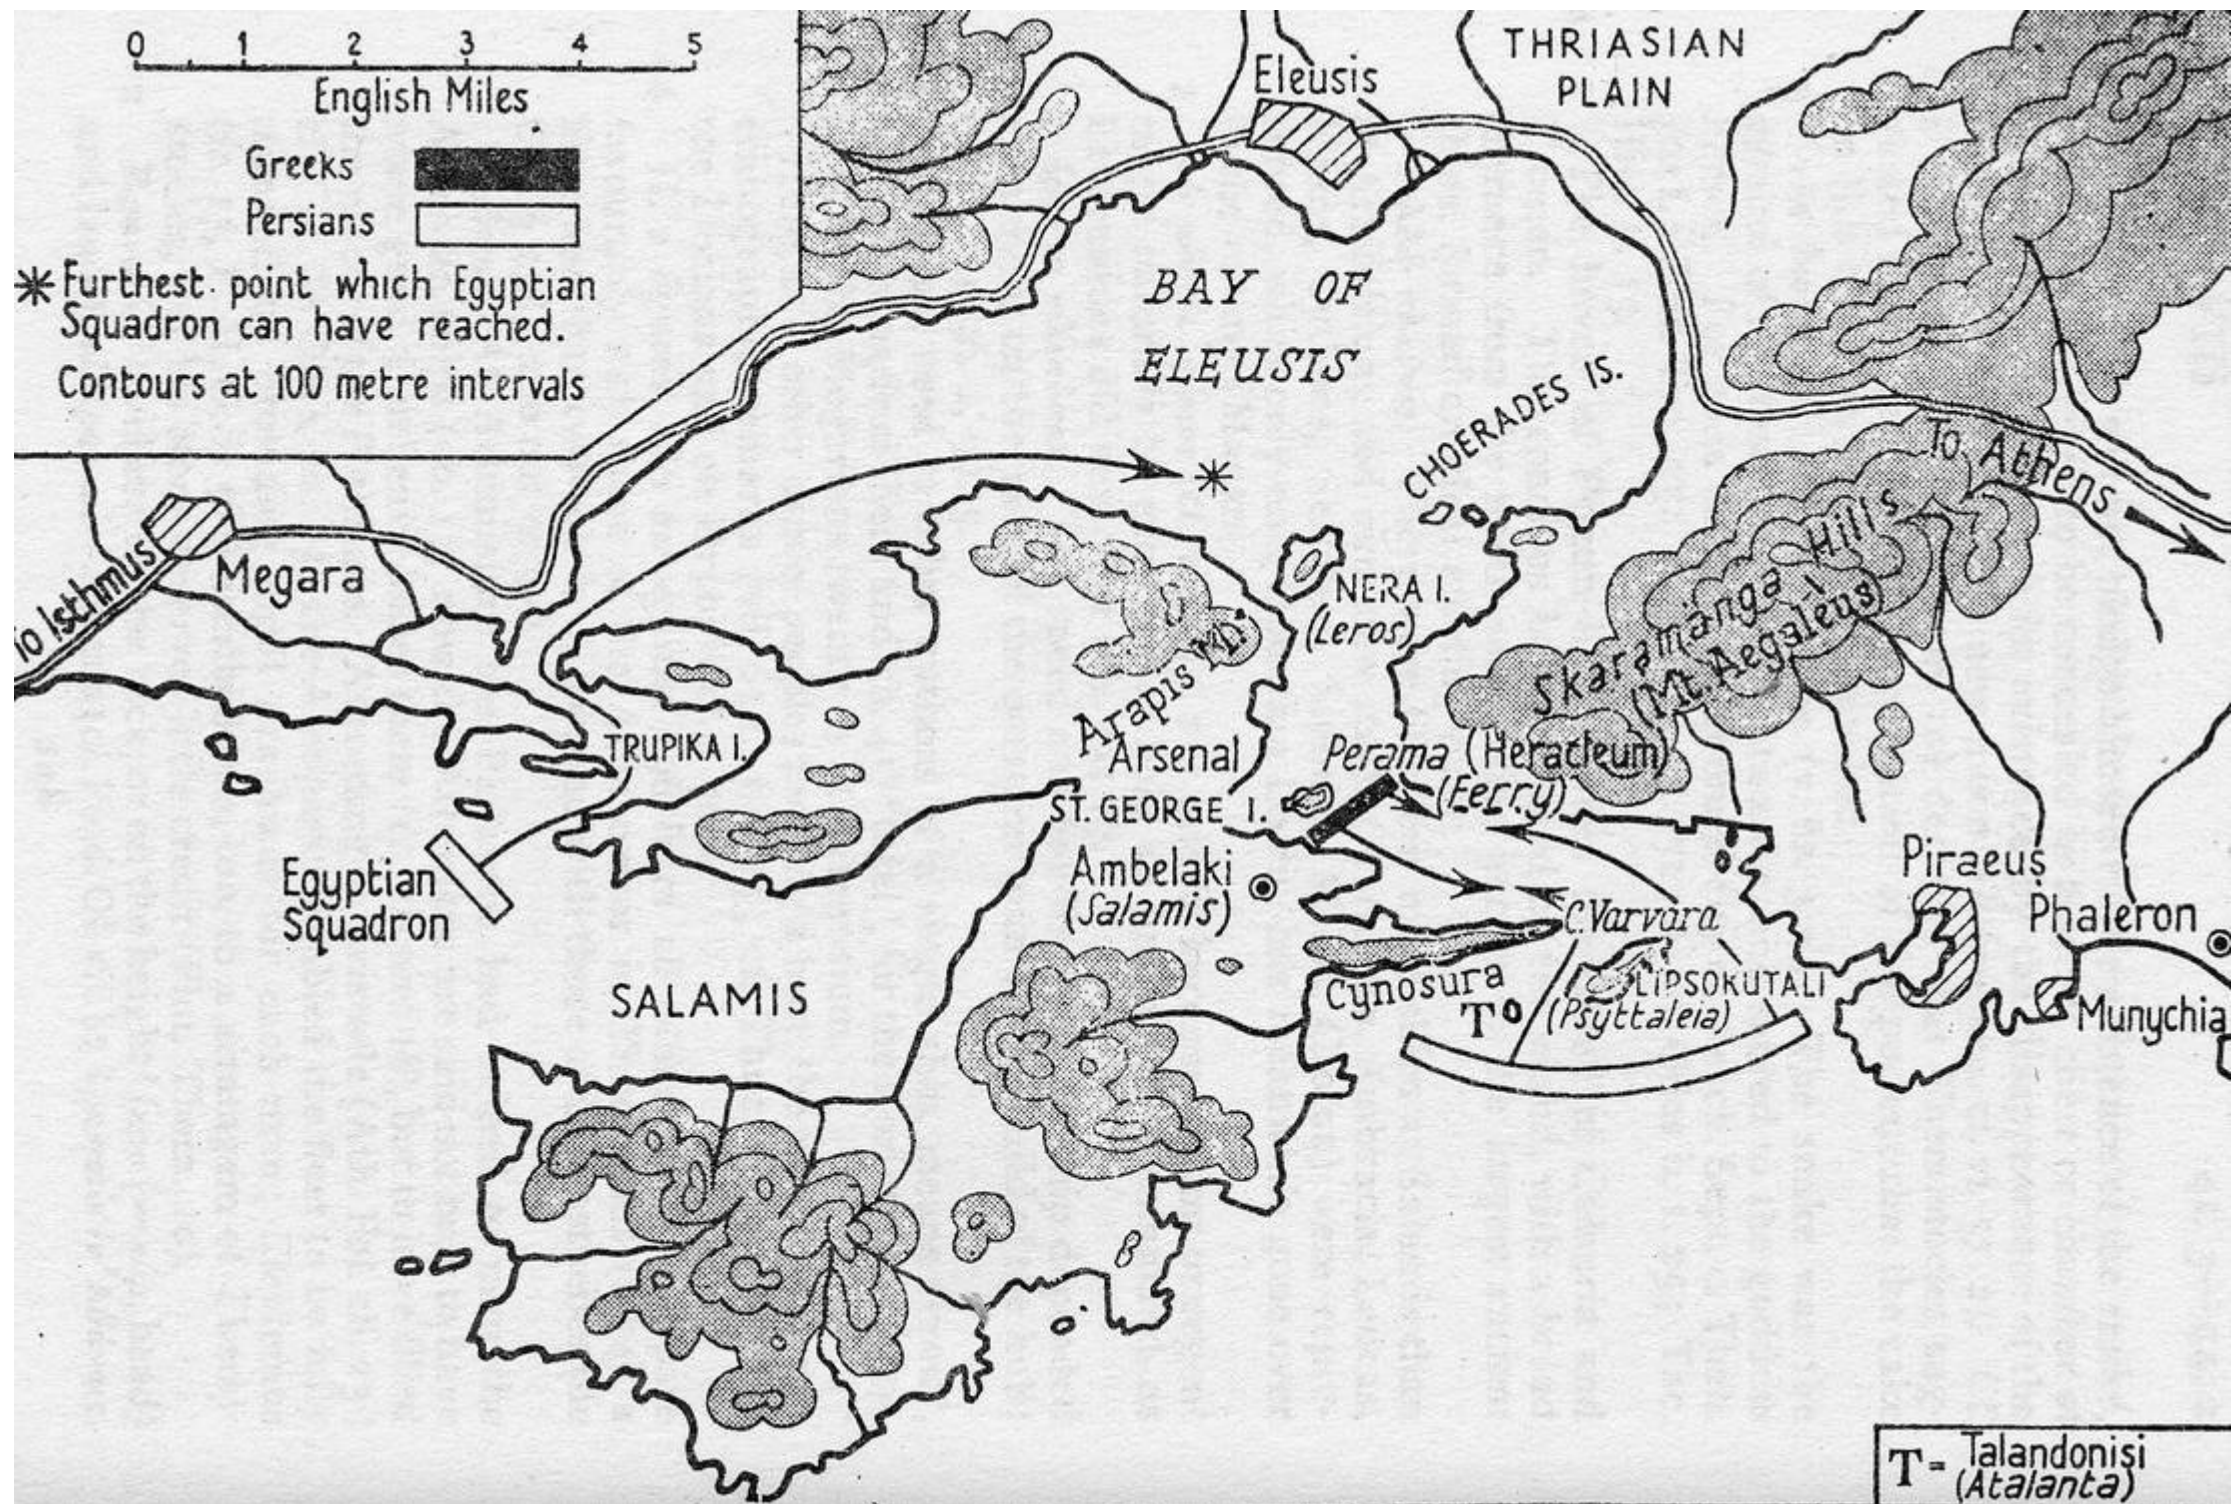 0 1 2 3 4 5
English Miles
Greeks
Persians
* Furthest point which Egyptian
Squadron can have reached.
Contours at 100 metre intervals
Eleusis
THRIASIAN
PLAIN
BAY OF
ELEUSIS
CHOERADES IS.
To Athens
To Isthmus
Megara
NERA I.
(Leros)
Skaramanga Hills
(Mt. Aegaleus)
Arapis Mt.
TRUPIKA I.
Arsenal
Perama (Heracleum)
(Ferry)
ST. GEORGE I.
Ambelaki
(Salamis)
Piraeus
Phaleron
Egyptian
Squadron
C. Varvara
SALAMIS
Cynosura
LIPSOKUTALI
(Psyttaleia)
T
Munychia
T = Talandonisi
(Atalanta)